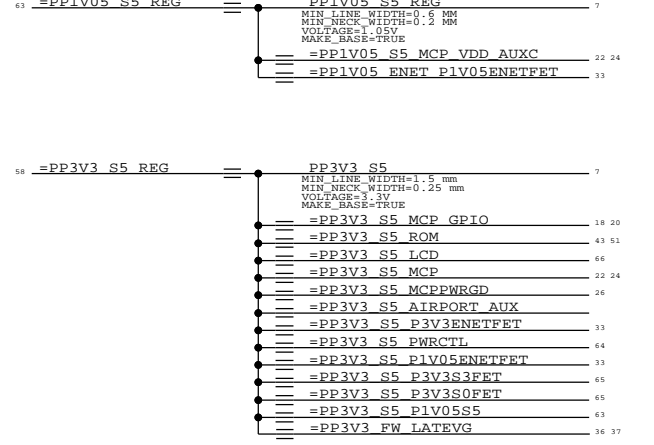 63 =PP1V05_S5_REG PP1V05_S5_REG 7
MIN_LINE_WIDTH=0.6 MM
MIN_NECK_WIDTH=0.2 MM
VOLTAGE=1.05V
MAKE_BASE=TRUE
=PP1V05_S5_MCP_VDD_AUXC 22 24
=PP1V05_ENET_P1V05ENETFET 33
58 =PP3V3_S5_REG PP3V3_S5 7
MIN_LINE_WIDTH=1.5 mm
MIN_NECK_WIDTH=0.25 mm
VOLTAGE=3.3V
MAKE_BASE=TRUE
=PP3V3_S5_MCP_GPIO 18 20
=PP3V3_S5_ROM 43 51
=PP3V3_S5_LCD 66
=PP3V3_S5_MCP 22 24
=PP3V3_S5_MCPPWRGD 26
=PP3V3_S5_AIRPORT_AUX
=PP3V3_S5_P3V3ENETFET 33
=PP3V3_S5_PWRCTL 64
=PP3V3_S5_P1V05ENETFET 33
=PP3V3_S5_P3V3S3FET 65
=PP3V3_S5_P3V3S0FET 65
=PP3V3_S5_P1V05S5 63
=PP3V3_FW_LATEVG 36 37